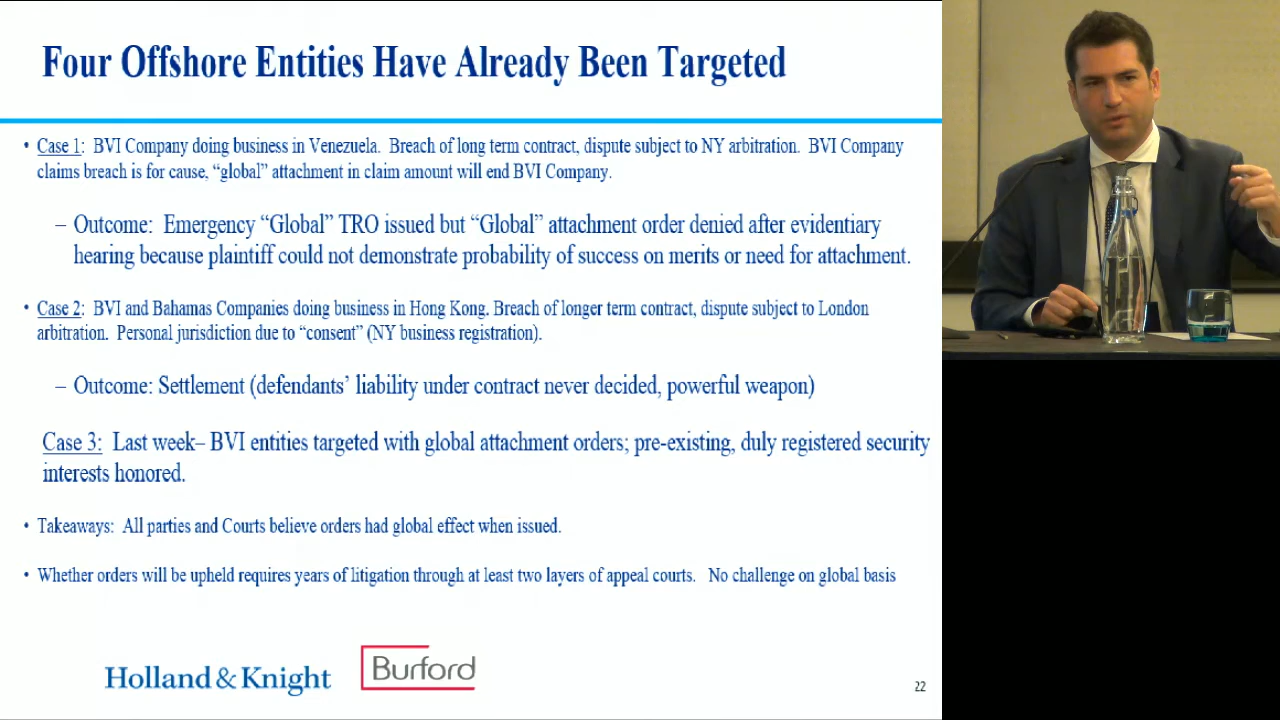 Four Offshore Entities Have Already Been Targeted
• Case 1: BVI Company doing business in Venezuela. Breach of long term contract, dispute subject to NY arbitration. BVI Company
claims breach is for cause, “global” attachment in claim amount will end BVI Company.
– Outcome: Emergency “Global” TRO issued but “Global” attachment order denied after evidentiary
hearing because plaintiff could not demonstrate probability of success on merits or need for attachment.
• Case 2: BVI and Bahamas Companies doing business in Hong Kong. Breach of longer term contract, dispute subject to London
arbitration. Personal jurisdiction due to “consent” (NY business registration).
– Outcome: Settlement (defendants’ liability under contract never decided, powerful weapon)
Case 3: Last week– BVI entities targeted with global attachment orders; pre-existing, duly registered security
interests honored.
• Takeaways: All parties and Courts believe orders had global effect when issued.
• Whether orders will be upheld requires years of litigation through at least two layers of appeal courts. No challenge on global basis
Holland & Knight
Burford
22